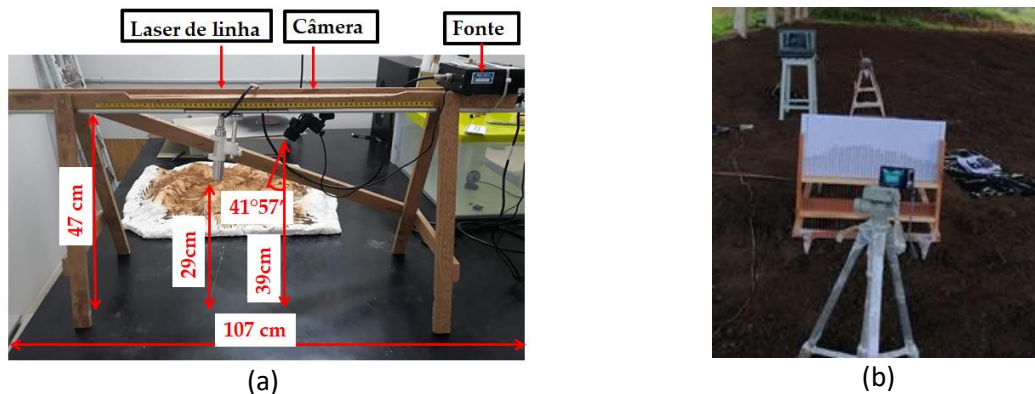 Laser de linha Câmera Fonte
47 cm
29cm
41°57'
39cm
107 cm
(a) (b)